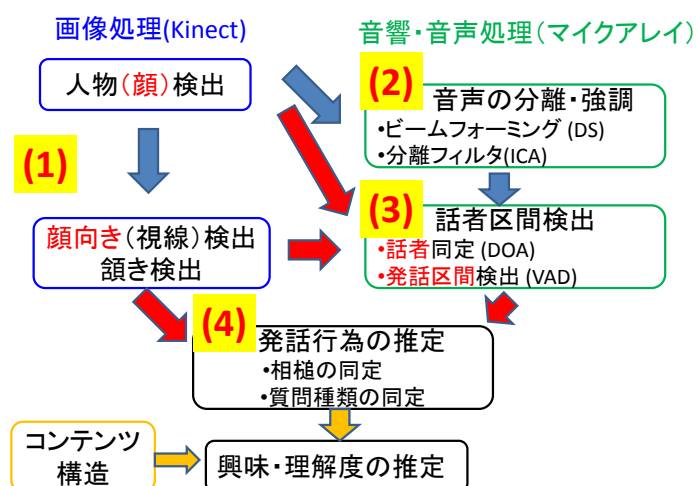 画像処理(Kinect)
音響・音声処理(マイクアレイ)
人物(顔)検出
(2)
音声の分離・強調
•ビームフォーミング (DS)
•分離フィルタ(ICA)
(1)
(3)
話者区間検出
•話者同定 (DOA)
•発話区間検出 (VAD)
顔向き(視線)検出
頷き検出
(4)
発話行為の推定
•相槌の同定
•質問種類の同定
コンテンツ
構造
興味・理解度の推定